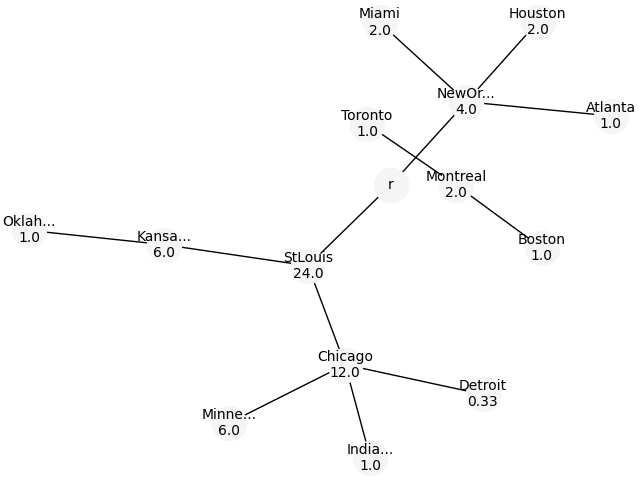 Miami
2.0
Houston
2.0
NewOr...
4.0
Atlanta
1.0
Toronto
1.0
r
Montreal
2.0
Oklah...
1.0
Kansa...
6.0
Boston
1.0
StLouis
24.0
Chicago
12.0
Detroit
0.33
Minne...
6.0
India...
1.0